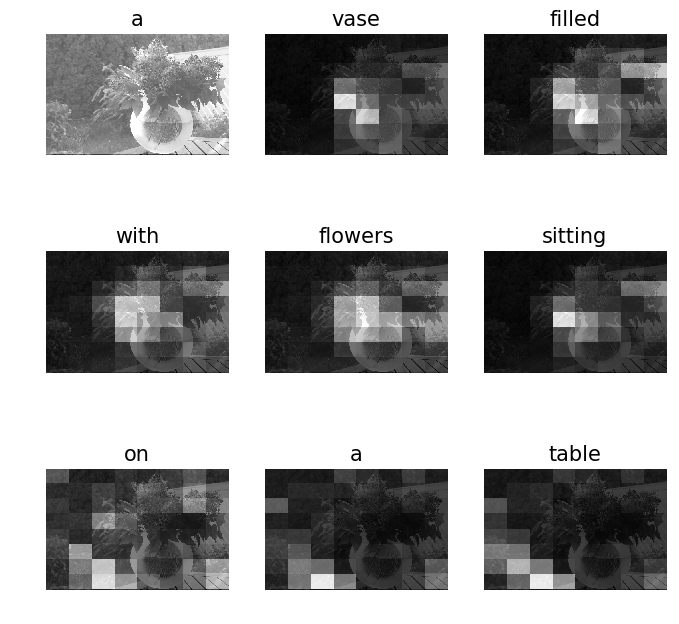 a vase filled
with flowers sitting
on a table